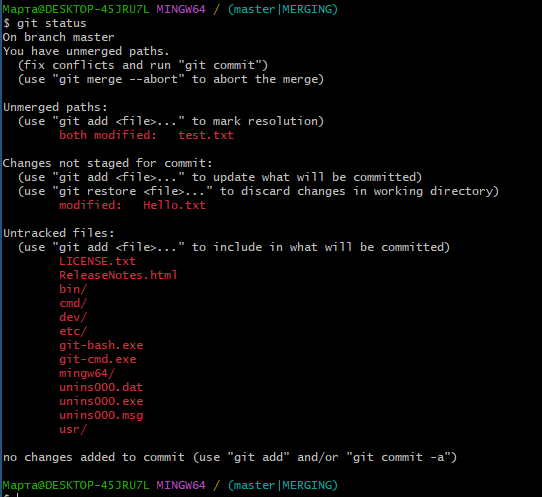 Марта@DESKTOP-45JRU7L MINGW64 / (master|MERGING)
$ git status
On branch master
You have unmerged paths.
  (fix conflicts and run "git commit")
  (use "git merge --abort" to abort the merge)

Unmerged paths:
  (use "git add <file>..." to mark resolution)
        both modified:   test.txt

Changes not staged for commit:
  (use "git add <file>..." to update what will be committed)
  (use "git restore <file>..." to discard changes in working directory)
        modified:   Hello.txt

Untracked files:
  (use "git add <file>..." to include in what will be committed)
        LICENSE.txt
        ReleaseNotes.html
        bin/
        cmd/
        dev/
        etc/
        git-bash.exe
        git-cmd.exe
        mingw64/
        unins000.dat
        unins000.exe
        unins000.msg
        usr/

no changes added to commit (use "git add" and/or "git commit -a")

Марта@DESKTOP-45JRU7L MINGW64 / (master|MERGING)
$